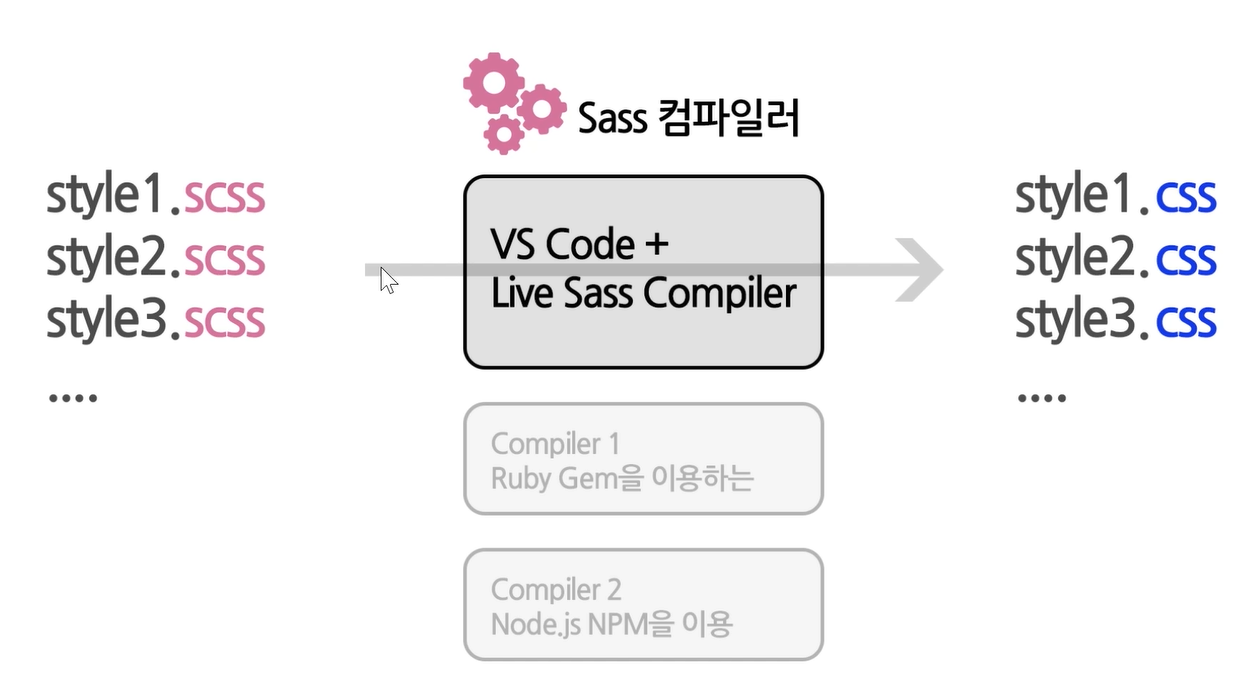 Sass 컴파일러
style1.scss
style2.scss
style3.scss
....
VS Code +
Live Sass Compiler
Compiler 1
Ruby Gem을 이용하는
Compiler 2
Node.js NPM을 이용
style1.css
style2.css
style3.css
....